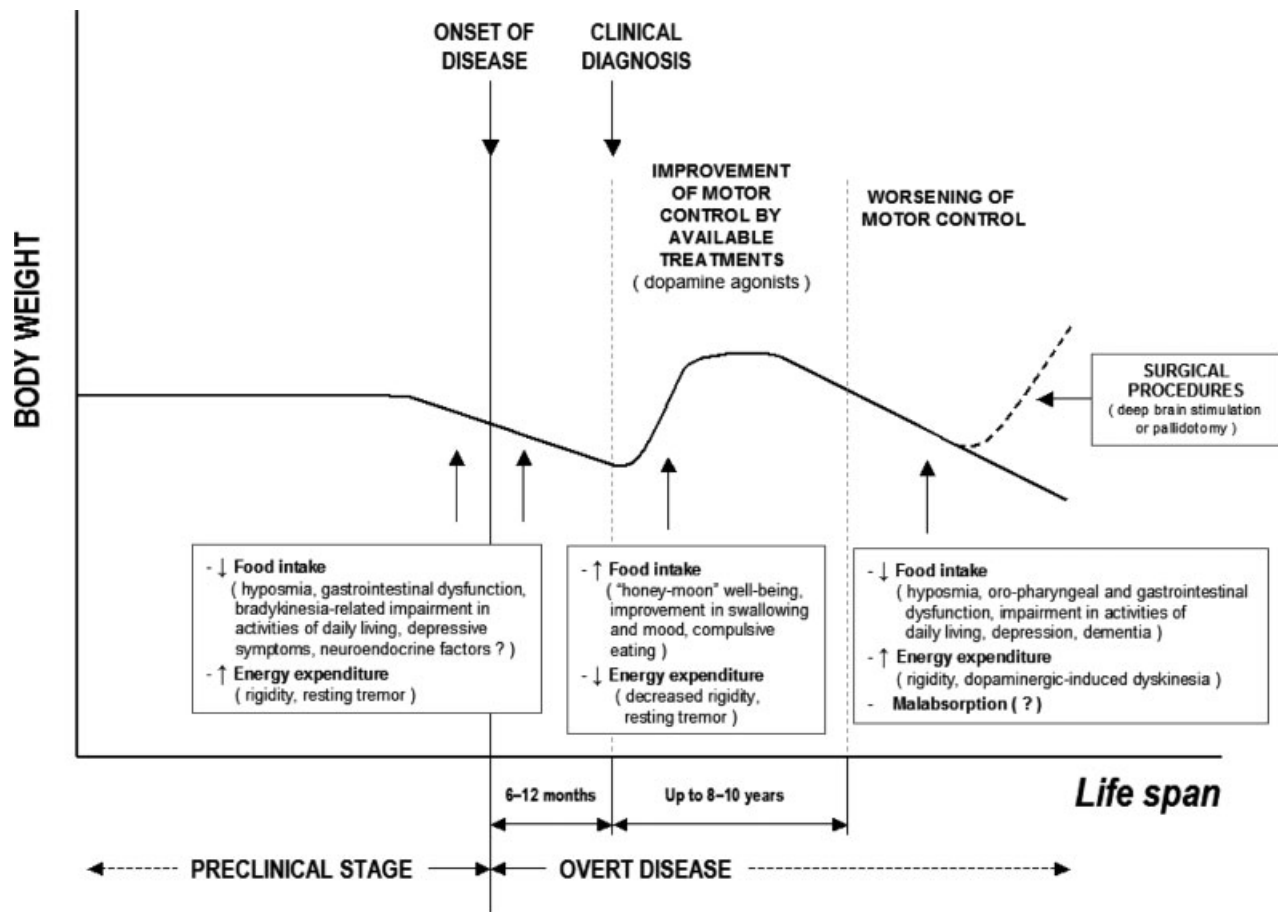 ONSET OF
DISEASE
CLINICAL
DIAGNOSIS
IMPROVEMENT
OF MOTOR
CONTROL BY
AVAILABLE
TREATMENTS
( dopamine agonists )
WORSENING OF
MOTOR CONTROL
BODY WEIGHT
SURGICAL
PROCEDURES
( deep brain stimulation
or pallidotomy )
- ↓ Food intake
( hyposmia, gastrointestinal dysfunction,
bradykinesia-related impairment in
activities of daily living, depressive
symptoms, neuroendocrine factors ? )
- ↑ Energy expenditure
( rigidity, resting tremor )
- ↑ Food intake
( “honey-moon” well-being,
improvement in swallowing
and mood, compulsive
eating )
- ↓ Energy expenditure
( decreased rigidity,
resting tremor )
- ↓ Food intake
( hyposmia, oro-pharyngeal and gastrointestinal
dysfunction, impairment in activities of
daily living, depression, dementia )
- ↑ Energy expenditure
( rigidity, dopaminergic-induced dyskinesia )
- Malabsorption ( ? )
6–12 months
Up to 8–10 years
Life span
PRECLINICAL STAGE
OVERT DISEASE